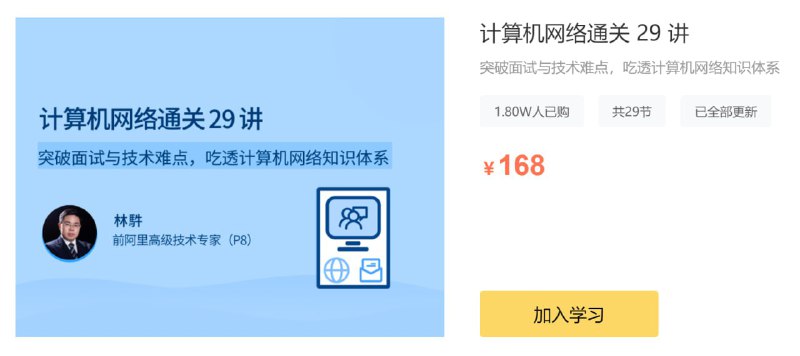 计算机网络通关 29 讲
突破面试与技术难点，吃透计算机网络知识体系
林䭽
前阿里高级技术专家（P8）
计算机网络通关 29 讲
突破面试与技术难点，吃透计算机网络知识体系
1.80W人已购
共29节
已全部更新
¥168
加入学习